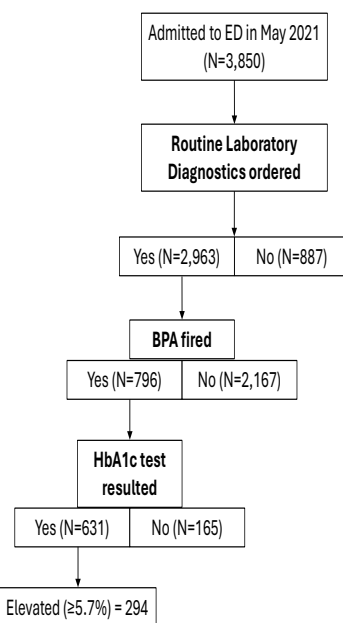 Admitted to ED in May 2021
(N=3,850)
Routine Laboratory
Diagnostics ordered
Yes (N=2,963)
No (N=887)
BPA fired
Yes (N=796)
No (N=2,167)
HbA1c test
resulted
Yes (N=631)
No (N=165)
Elevated (≥5.7%) = 294